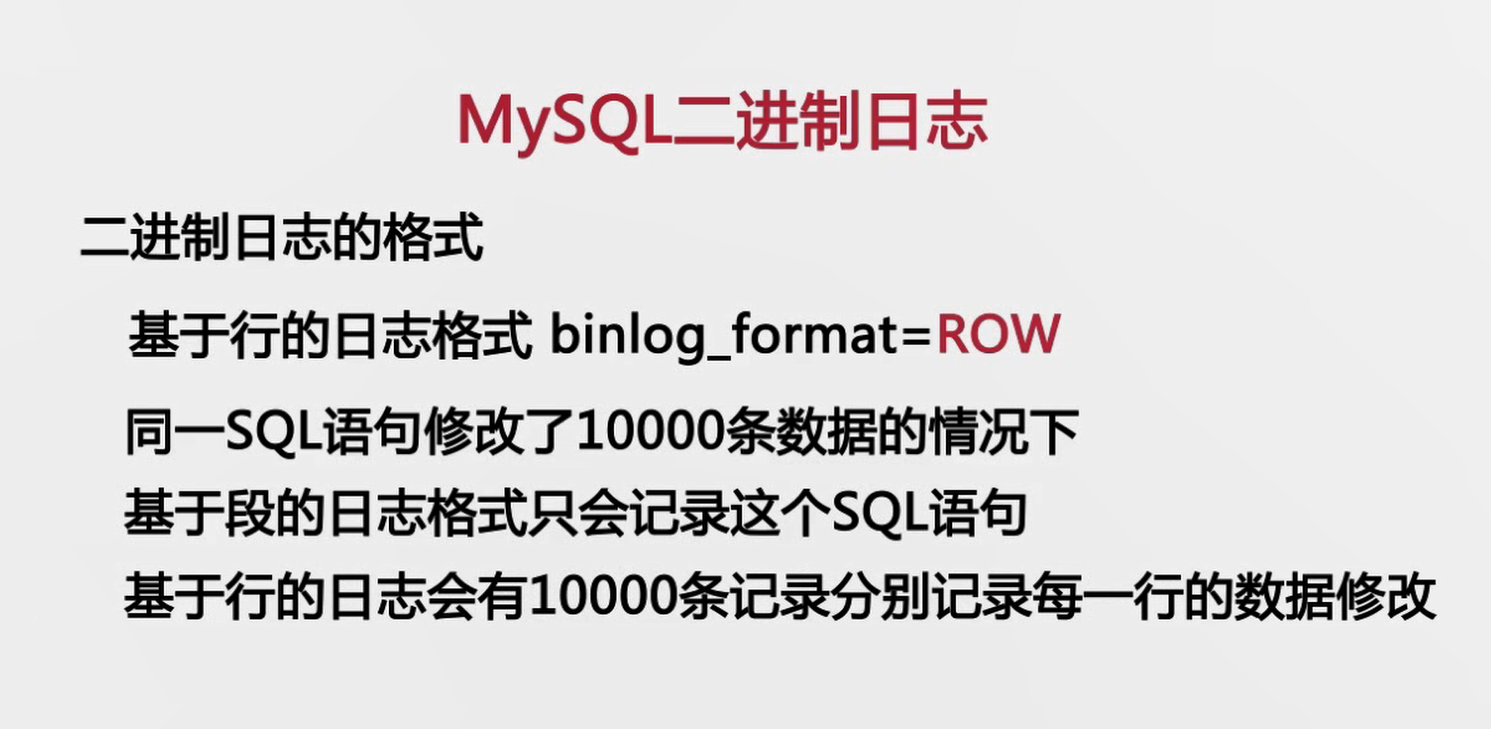 MySQL二进制日志
二进制日志的格式
基于行的日志格式 binlog_format=ROW
同一SQL语句修改了10000条数据的情况下
基于段的日志格式只会记录这个SQL语句
基于行的日志会有10000条记录分别记录每一行的数据修改